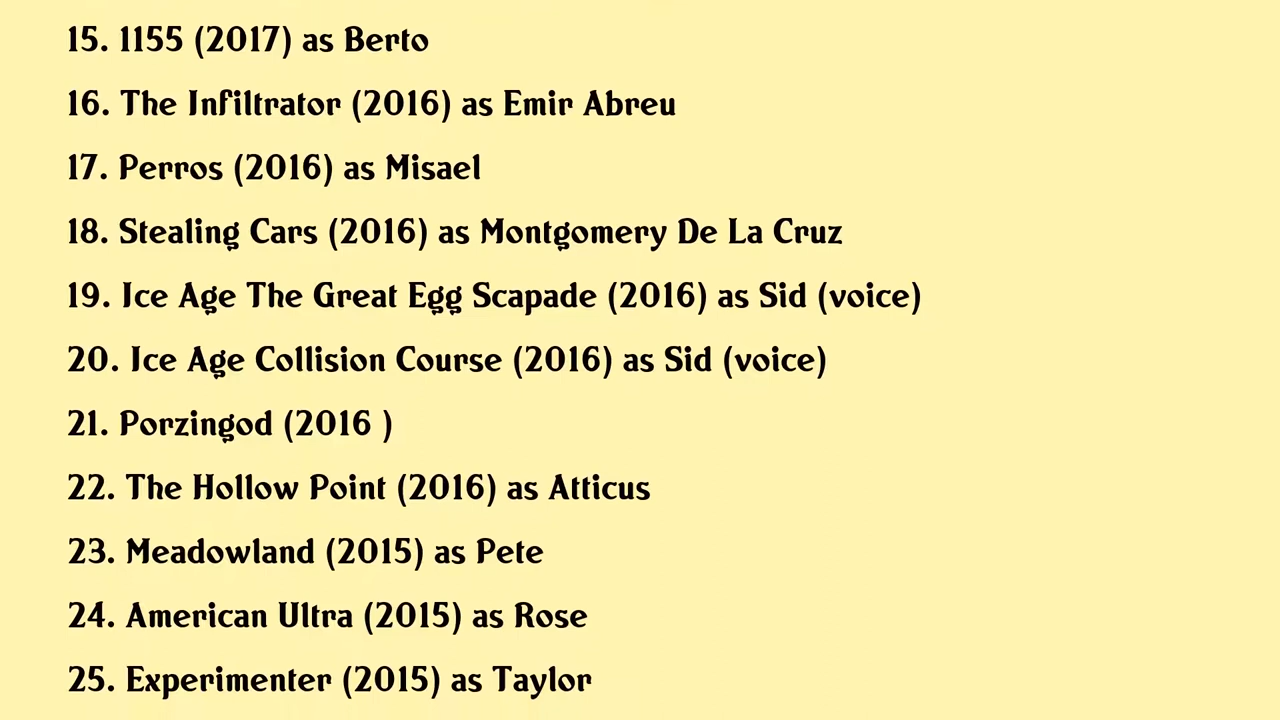 15. 1155 (2017) as Berto
16. The Infiltrator (2016) as Emir Abreu
17. Perros (2016) as Misael
18. Stealing Cars (2016) as Montgomery De La Cruz
19. Ice Age The Great Egg Scapade (2016) as Sid (voice)
20. Ice Age Collision Course (2016) as Sid (voice)
21. Porzingod (2016 )
22. The Hollow Point (2016) as Atticus
23. Meadowland (2015) as Pete
24. American Ultra (2015) as Rose
25. Experimenter (2015) as Taylor